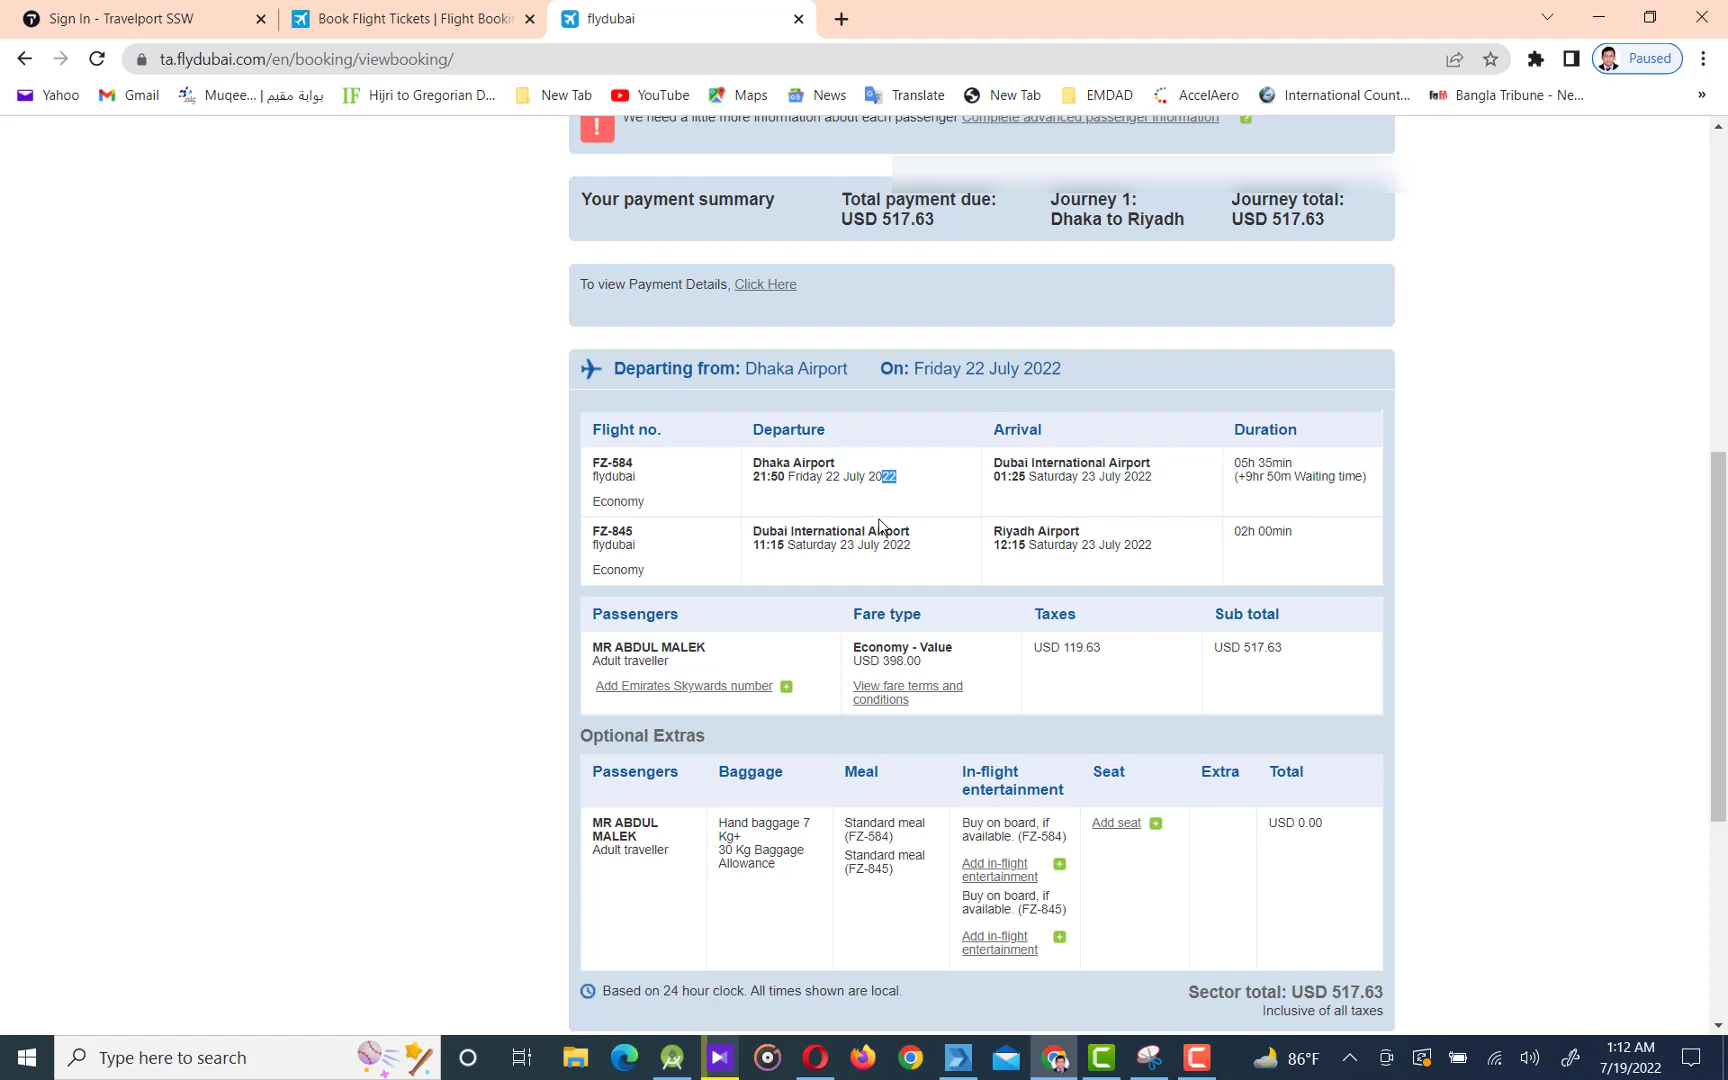 Sign In - Travelport SSW
Book Flight Tickets | Flight Bookin
flydubai
ta.flydubai.com/en/booking/viewbooking/
Paused
Yahoo
Gmail
Muqee... | بوابة مقيم
Hijri to Gregorian D...
New Tab
YouTube
Maps
News
Translate
New Tab
EMDAD
AccelAero
International Count...
Bangla Tribune - Ne...
»
We need a little more information about each passenger Complete advanced passenger information
Your payment summary
Total payment due:
USD 517.63
Journey 1:
Dhaka to Riyadh
Journey total:
USD 517.63
To view Payment Details, Click Here
Departing from: Dhaka Airport On: Friday 22 July 2022
Flight no. Departure Arrival Duration
FZ-584
flydubai
Economy
Dhaka Airport
21:50 Friday 22 July 2022
Dubai International Airport
01:25 Saturday 23 July 2022
05h 35min
(+9hr 50m Waiting time)
FZ-845
flydubai
Economy
Dubai International Airport
11:15 Saturday 23 July 2022
Riyadh Airport
12:15 Saturday 23 July 2022
02h 00min
Passengers Fare type Taxes Sub total
MR ABDUL MALEK
Adult traveller
Add Emirates Skywards number
Economy - Value
USD 398.00
View fare terms and
conditions
USD 119.63
USD 517.63
Optional Extras
Passengers
Baggage
Meal
In-flight
entertainment
Seat
Extra
Total
MR ABDUL
MALEK
Adult traveller
Hand baggage 7
Kg+
30 Kg Baggage
Allowance
Standard meal
(FZ-584)
Standard meal
(FZ-845)
Buy on board, if
available. (FZ-584)
Add in-flight
entertainment
Buy on board, if
available. (FZ-845)
Add in-flight
entertainment
Add seat
USD 0.00
Based on 24 hour clock. All times shown are local.
Sector total: USD 517.63
Inclusive of all taxes
Type here to search
86°F
1:12 AM
7/19/2022